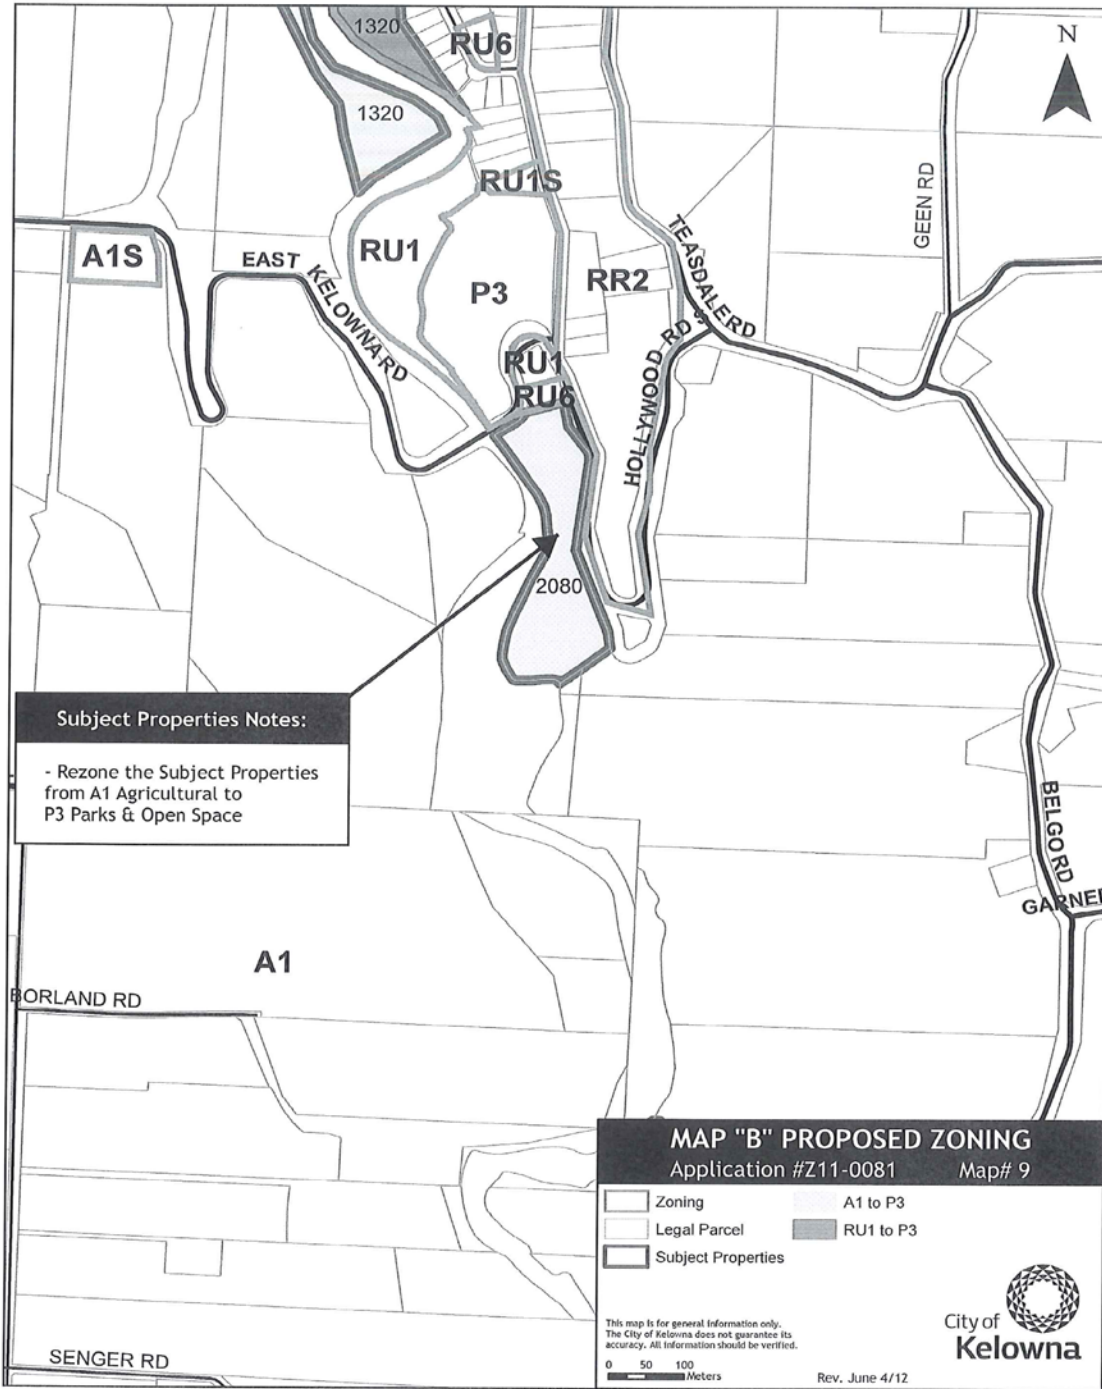 1320
RU6
N
1320
RU1S
GEEN RD
TEASDALE RD
A1S
EAST KELOWNA RD
RU1
P3
RR2
HOLLYWOOD RD S
RU1
RU6
2080
Subject Properties Notes:
- Rezone the Subject Properties
from A1 Agricultural to
P3 Parks & Open Space
BELGO RD
GARNER
A1
BORLAND RD
MAP "B" PROPOSED ZONING
Application #Z11-0081 Map# 9
Zoning
A1 to P3
Legal Parcel
RU1 to P3
Subject Properties
This map is for general information only.
The City of Kelowna does not guarantee its
accuracy. All information should be verified.
0 50 100
Meters
Rev. June 4/12
City of
Kelowna
SENGER RD